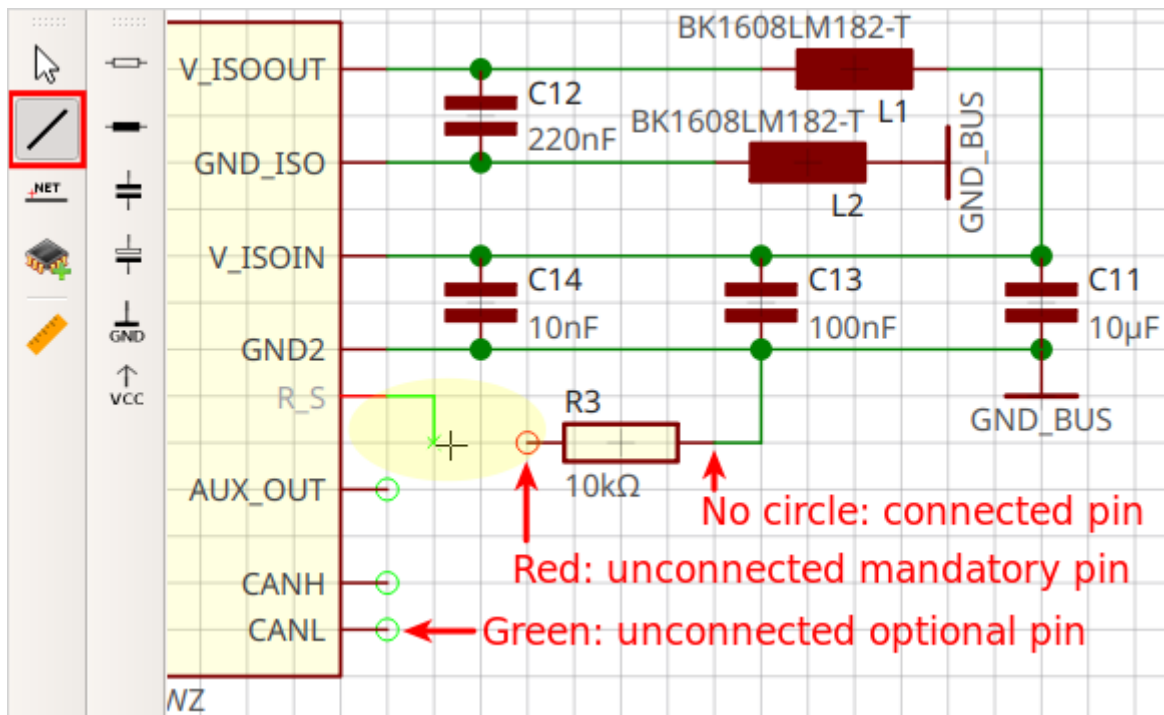 BK1608LM182-T
V_ISOOUT
C12
L1
220nF
BK1608LM182-T
GND_BUS
NET
GND_ISO
L2
V_ISOIN
C14
C13
C11
10nF
100nF
10µF
GND
GND2
VCC
R_S
R3
GND_BUS
10kΩ
AUX_OUT
No circle: connected pin
CANH
Red: unconnected mandatory pin
CANL
Green: unconnected optional pin
WZ